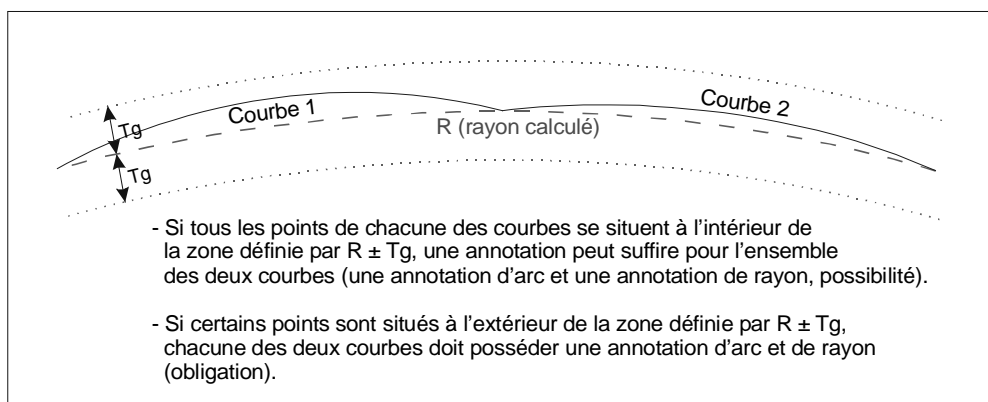 Courbe 1
Courbe 2
Tg
R (rayon calculé)
Tg
- Si tous les points de chacune des courbes se situent à l'intérieur de
la zone définie par R ± Tg, une annotation peut suffire pour l'ensemble
des deux courbes (une annotation d'arc et une annotation de rayon, possibilité).
- Si certains points sont situés à l'extérieur de la zone définie par R ± Tg,
chacune des deux courbes doit posséder une annotation d'arc et de rayon
(obligation).